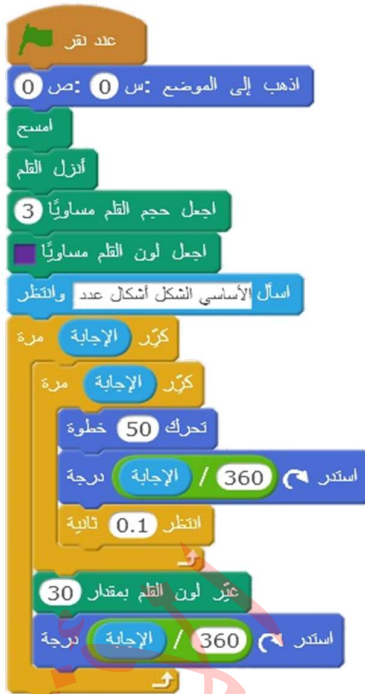 عند نقر
اذهب إلى الموضع س: 0 ص: 0
امسح
أنزل القلم
اجعل حجم القلم مساويًا 3
اجعل لون القلم مساويًا
اسأل الأساسي الشكل أشكال عدد وانتظر
كرّر الإجابة مرة
كرّر الإجابة مرة
تحرك 50 خطوة
استدر 360 / الإجابة درجة
انتظر 0.1 ثانية
غيّر لون القلم بمقدار 30
استدر 360 / الإجابة درجة